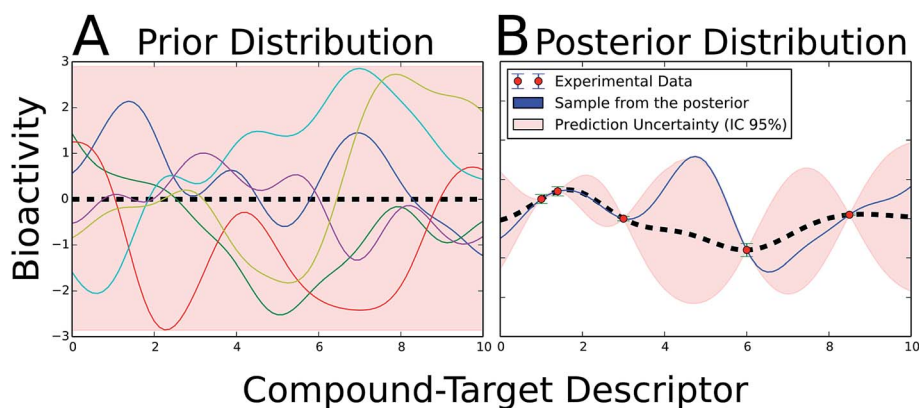 A Prior Distribution
B Posterior Distribution
Bioactivity
3
2
1
0
−1
−2
−3
0 2 4 6 8 10
Experimental Data
Sample from the posterior
Prediction Uncertainty (IC 95%)
0 2 4 6 8 10
Compound-Target Descriptor